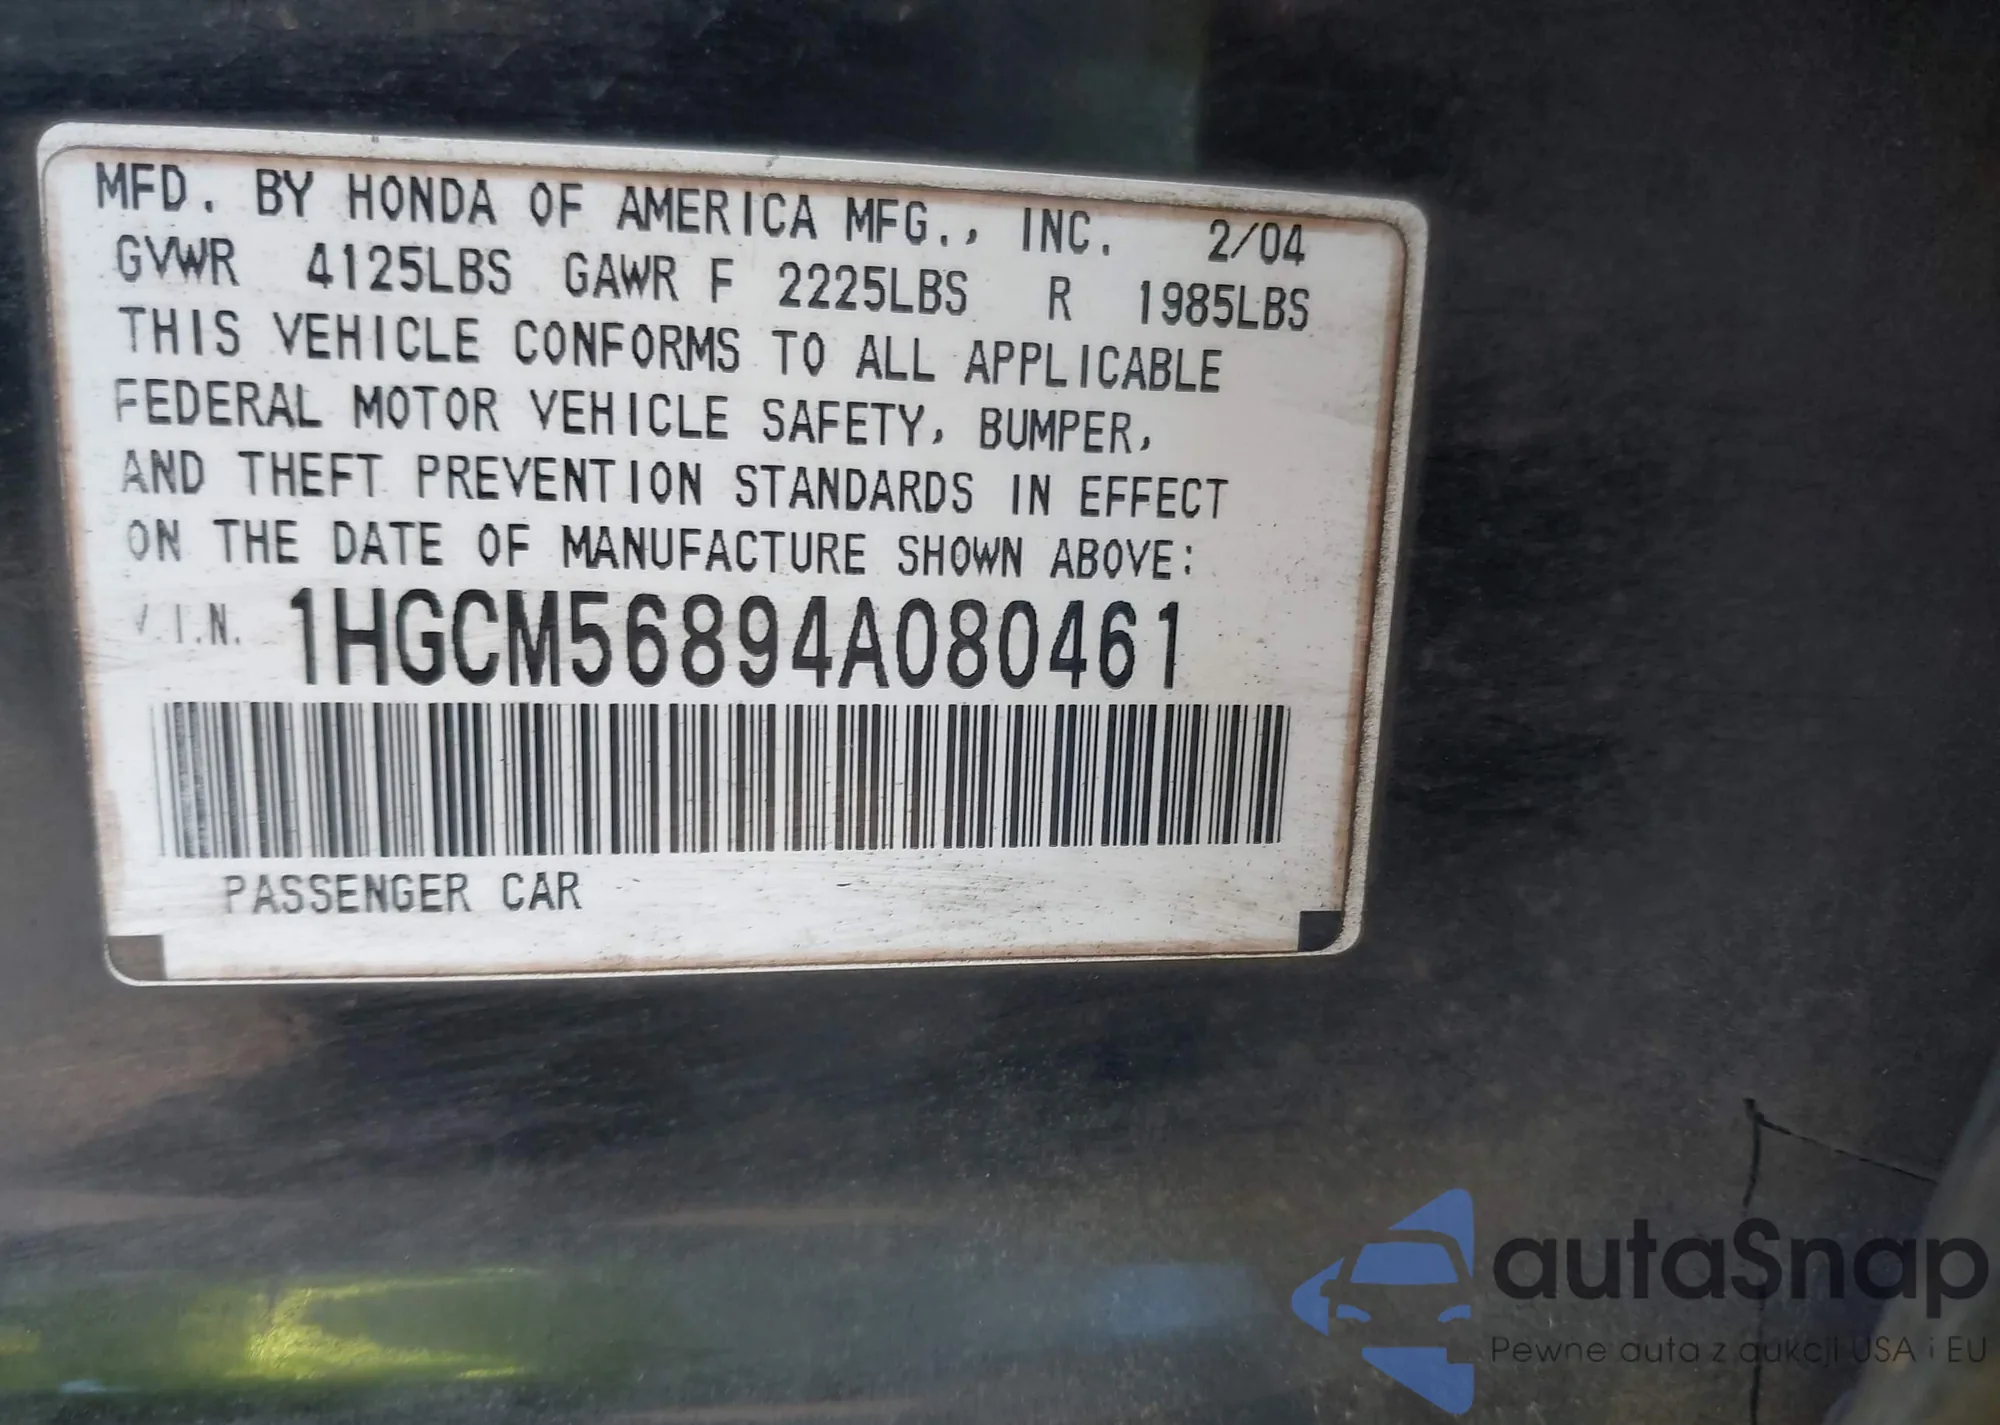 MFD. BY HONDA OF AMERICA MFG., INC. 2/04
GVWR 4125LBS GAWR F 2225LBS R 1985LBS
THIS VEHICLE CONFORMS TO ALL APPLICABLE
FEDERAL MOTOR VEHICLE SAFETY, BUMPER,
AND THEFT PREVENTION STANDARDS IN EFFECT
ON THE DATE OF MANUFACTURE SHOWN ABOVE:
V.I.N. 1HGCM56894A080461
PASSENGER CAR
autaSnap
Pewne auta z aukcji USA i EU